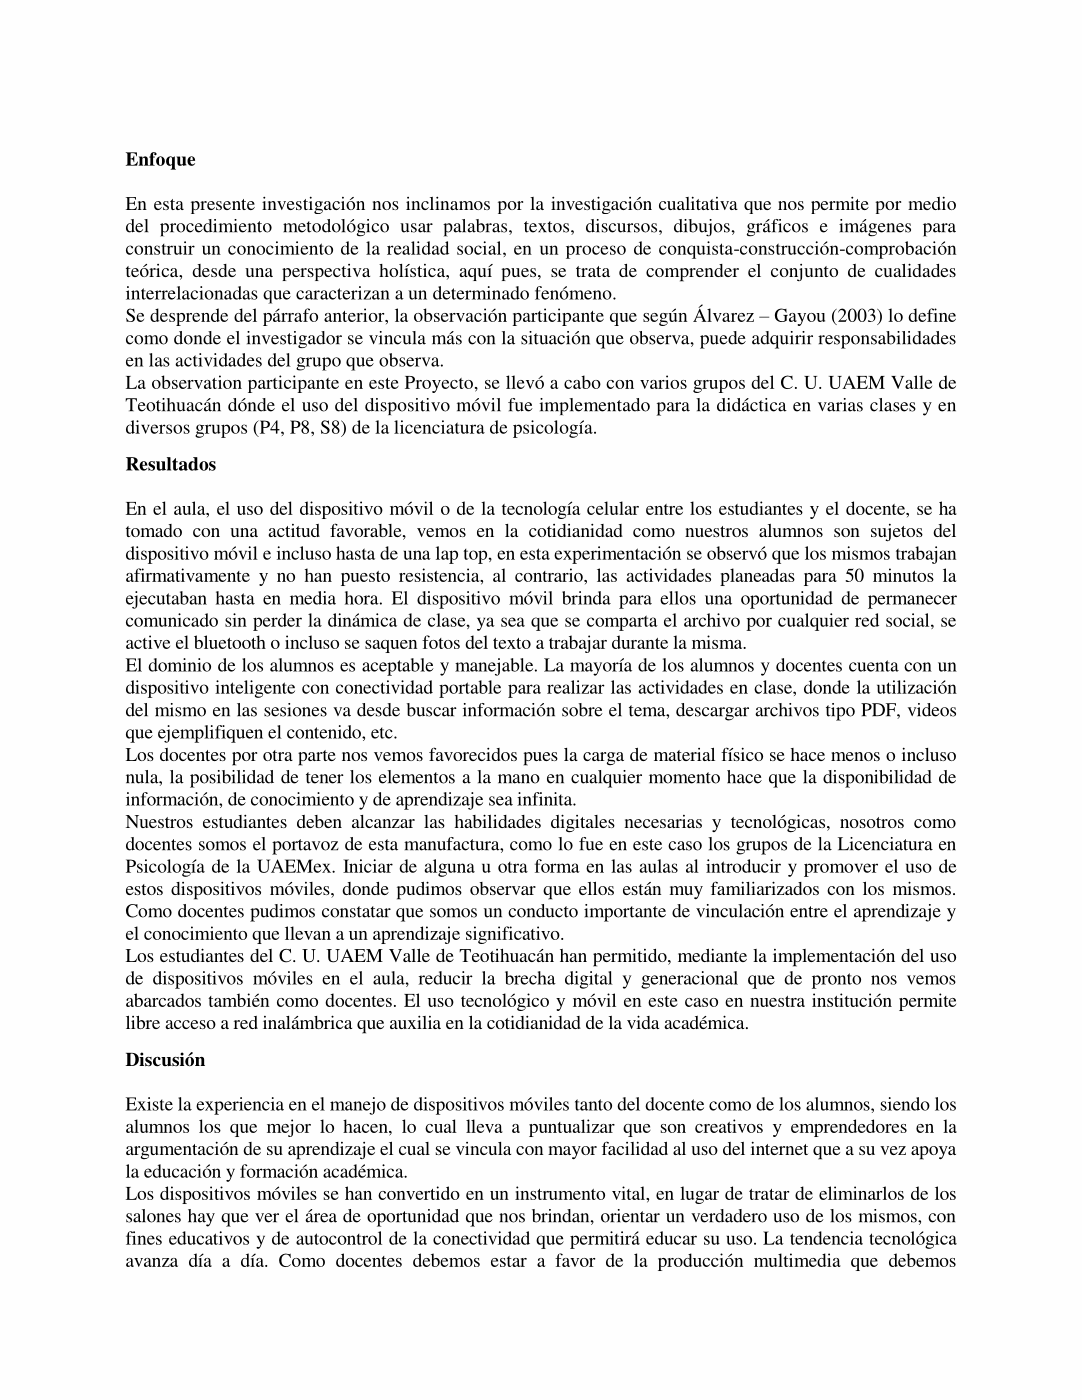 Enfoque
En esta presente investigación nos inclinamos por la investigación cualitativa que nos permite por medio
del procedimiento metodológico usar palabras, textos, discursos, dibujos, gráficos e imágenes para
construir un conocimiento de la realidad social, en un proceso de conquista-construcción-comprobación
teórica, desde una perspectiva holística, aquí pues, se trata de comprender el conjunto de cualidades
interrelacionadas que caracterizan a un determinado fenómeno.
Se desprende del párrafo anterior, la observación participante que según Álvarez – Gayou (2003) lo define
como donde el investigador se vincula más con la situación que observa, puede adquirir responsabilidades
en las actividades del grupo que observa.
La observation participante en este Proyecto, se llevó a cabo con varios grupos del C. U. UAEM Valle de
Teotihuacán dónde el uso del dispositivo móvil fue implementado para la didáctica en varias clases y en
diversos grupos (P4, P8, S8) de la licenciatura de psicología.
Resultados
En el aula, el uso del dispositivo móvil o de la tecnología celular entre los estudiantes y el docente, se ha
tomado con una actitud favorable, vemos en la cotidianidad como nuestros alumnos son sujetos del
dispositivo móvil e incluso hasta de una lap top, en esta experimentación se observó que los mismos trabajan
afirmativamente y no han puesto resistencia, al contrario, las actividades planeadas para 50 minutos la
ejecutaban hasta en media hora. El dispositivo móvil brinda para ellos una oportunidad de permanecer
comunicado sin perder la dinámica de clase, ya sea que se comparta el archivo por cualquier red social, se
active el bluetooth o incluso se saquen fotos del texto a trabajar durante la misma.
El dominio de los alumnos es aceptable y manejable. La mayoría de los alumnos y docentes cuenta con un
dispositivo inteligente con conectividad portable para realizar las actividades en clase, donde la utilización
del mismo en las sesiones va desde buscar información sobre el tema, descargar archivos tipo PDF, videos
que ejemplifiquen el contenido, etc.
Los docentes por otra parte nos vemos favorecidos pues la carga de material físico se hace menos o incluso
nula, la posibilidad de tener los elementos a la mano en cualquier momento hace que la disponibilidad de
información, de conocimiento y de aprendizaje sea infinita.
Nuestros estudiantes deben alcanzar las habilidades digitales necesarias y tecnológicas, nosotros como
docentes somos el portavoz de esta manufactura, como lo fue en este caso los grupos de la Licenciatura en
Psicología de la UAEMex. Iniciar de alguna u otra forma en las aulas al introducir y promover el uso de
estos dispositivos móviles, donde pudimos observar que ellos están muy familiarizados con los mismos.
Como docentes pudimos constatar que somos un conducto importante de vinculación entre el aprendizaje y
el conocimiento que llevan a un aprendizaje significativo.
Los estudiantes del C. U. UAEM Valle de Teotihuacán han permitido, mediante la implementación del uso
de dispositivos móviles en el aula, reducir la brecha digital y generacional que de pronto nos vemos
abarcados también como docentes. El uso tecnológico y móvil en este caso en nuestra institución permite
libre acceso a red inalámbrica que auxilia en la cotidianidad de la vida académica.
Discusión
Existe la experiencia en el manejo de dispositivos móviles tanto del docente como de los alumnos, siendo los
alumnos los que mejor lo hacen, lo cual lleva a puntualizar que son creativos y emprendedores en la
argumentación de su aprendizaje el cual se vincula con mayor facilidad al uso del internet que a su vez apoya
la educación y formación académica.
Los dispositivos móviles se han convertido en un instrumento vital, en lugar de tratar de eliminarlos de los
salones hay que ver el área de oportunidad que nos brindan, orientar un verdadero uso de los mismos, con
fines educativos y de autocontrol de la conectividad que permitirá educar su uso. La tendencia tecnológica
avanza día a día. Como docentes debemos estar a favor de la producción multimedia que debemos